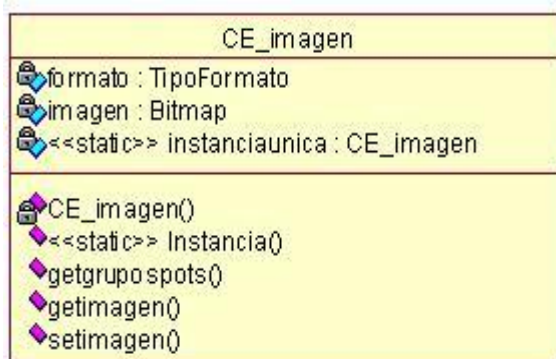 CE_imagen
formato : TipoFormato
imagen : Bitmap
<<static>> instanciaunica : CE_imagen
CE_imagen()
<<static>> Instancia()
getgrupospots()
getimagen()
setimagen()